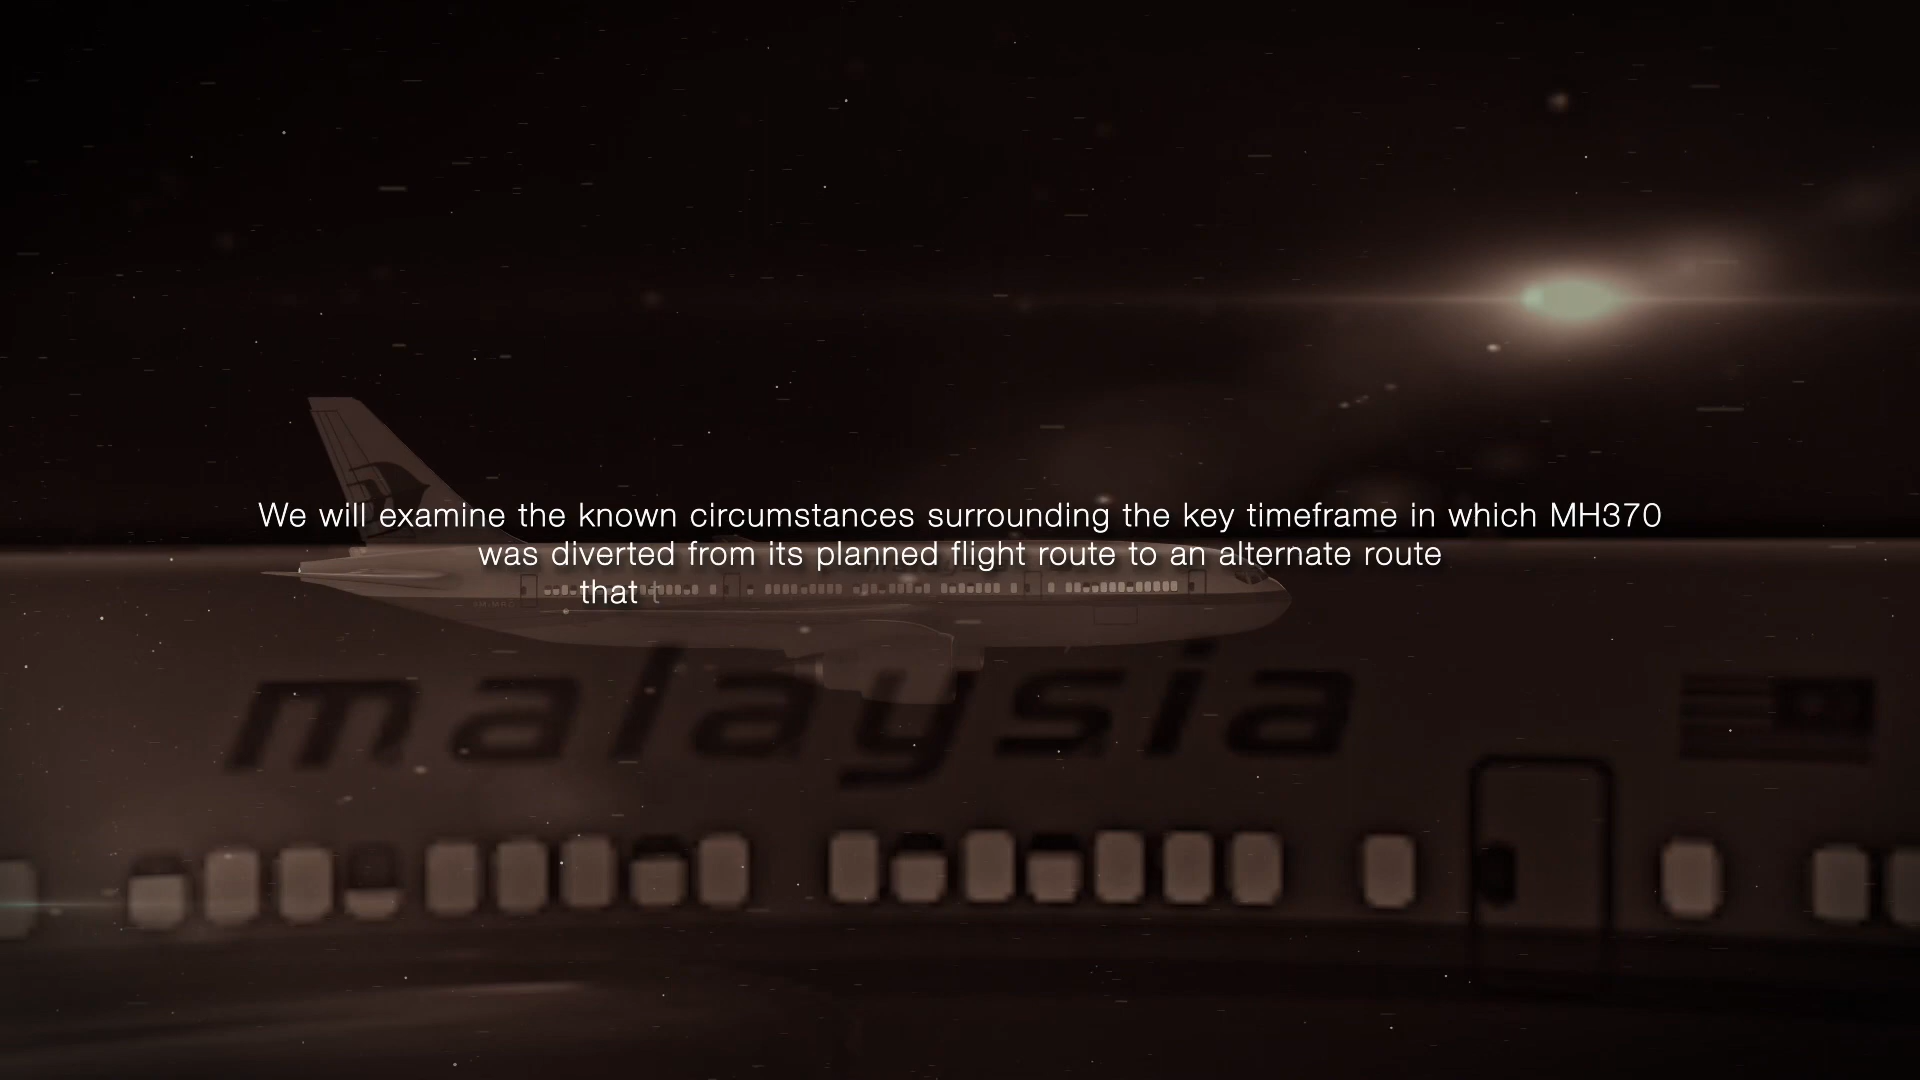 We will examine the known circumstances surrounding the key timeframe in which MH370
was diverted from its planned flight route to an alternate route
that t
malaysia